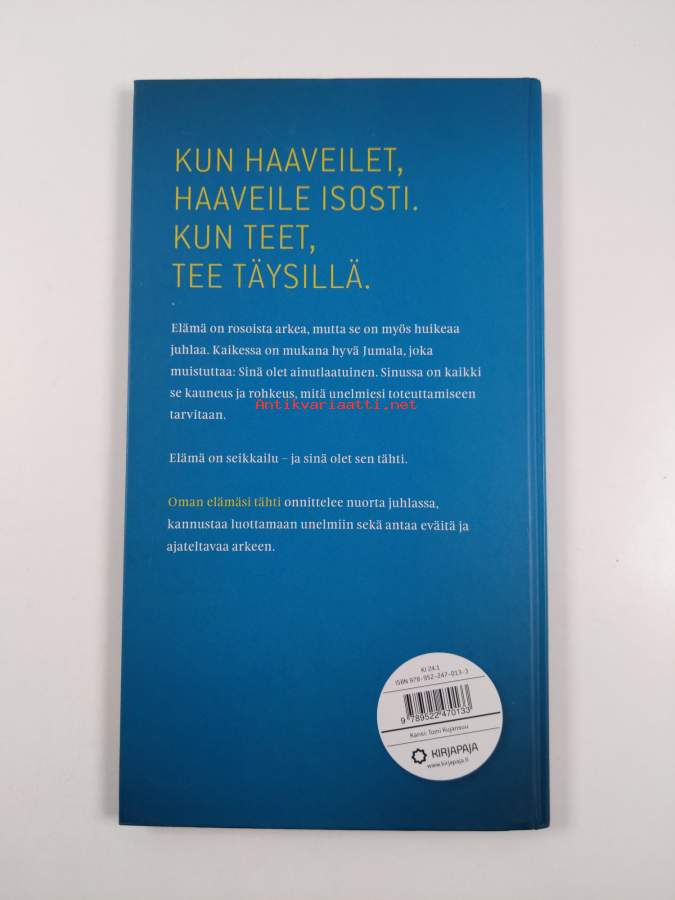 KUN HAAVEILET,
HAAVEILE ISOSTI.
KUN TEET,
TEE TÄYSILLÄ.
Elämä on rosoista arkea, mutta se on myös huikeaa
juhlaa. Kaikessa on mukana hyvä Jumala, joka
muistuttaa: Sinä olet ainutlaatuinen. Sinussa on kaikki
se kauneus ja rohkeus, mitä unelmiesi toteuttamiseen
tarvitaan.
Antikvariaatti.net
Elämä on seikkailu – ja sinä olet sen tähti.
Oman elämäsi tähti onnittelee nuorta juhlassa,
kannustaa luottamaan unelmiin sekä antaa eväitä ja
ajateltavaa arkeen.
Kl 24.1
ISBN 978-952-247-013-3
9 789522 470133
Kansi: Tomi Kujansuu
KIRJAPAJA
www.kirjapaja.fi